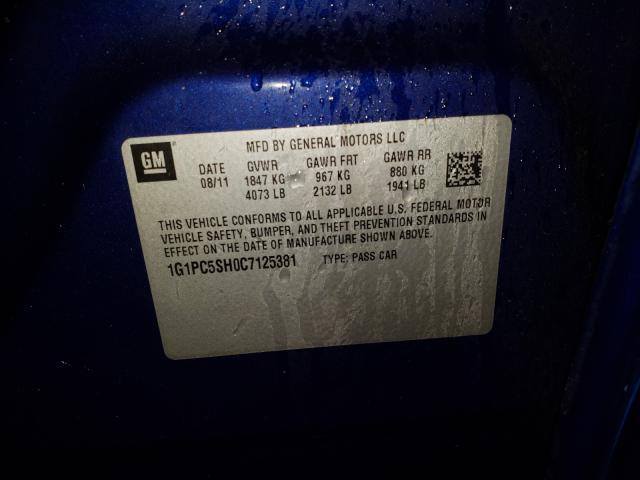 GM
MFD BY GENERAL MOTORS LLC
DATE GVWR GAWR FRT GAWR RR
08/11 1847 KG 967 KG 880 KG
4073 LB 2132 LB 1941 LB
THIS VEHICLE CONFORMS TO ALL APPLICABLE U.S. FEDERAL MOTOR
VEHICLE SAFETY, BUMPER, AND THEFT PREVENTION STANDARDS IN
EFFECT ON THE DATE OF MANUFACTURE SHOWN ABOVE.
1G1PC5SH0C7125381 TYPE: PASS CAR